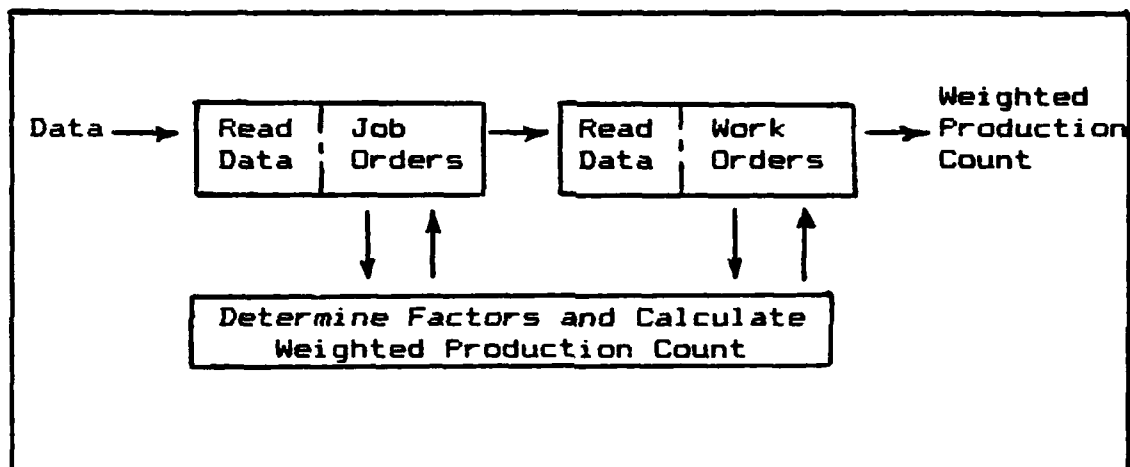 Data
Read Job
Data Orders
Read Work
Data Orders
Weighted
Production
Count
Determine Factors and Calculate
Weighted Production Count